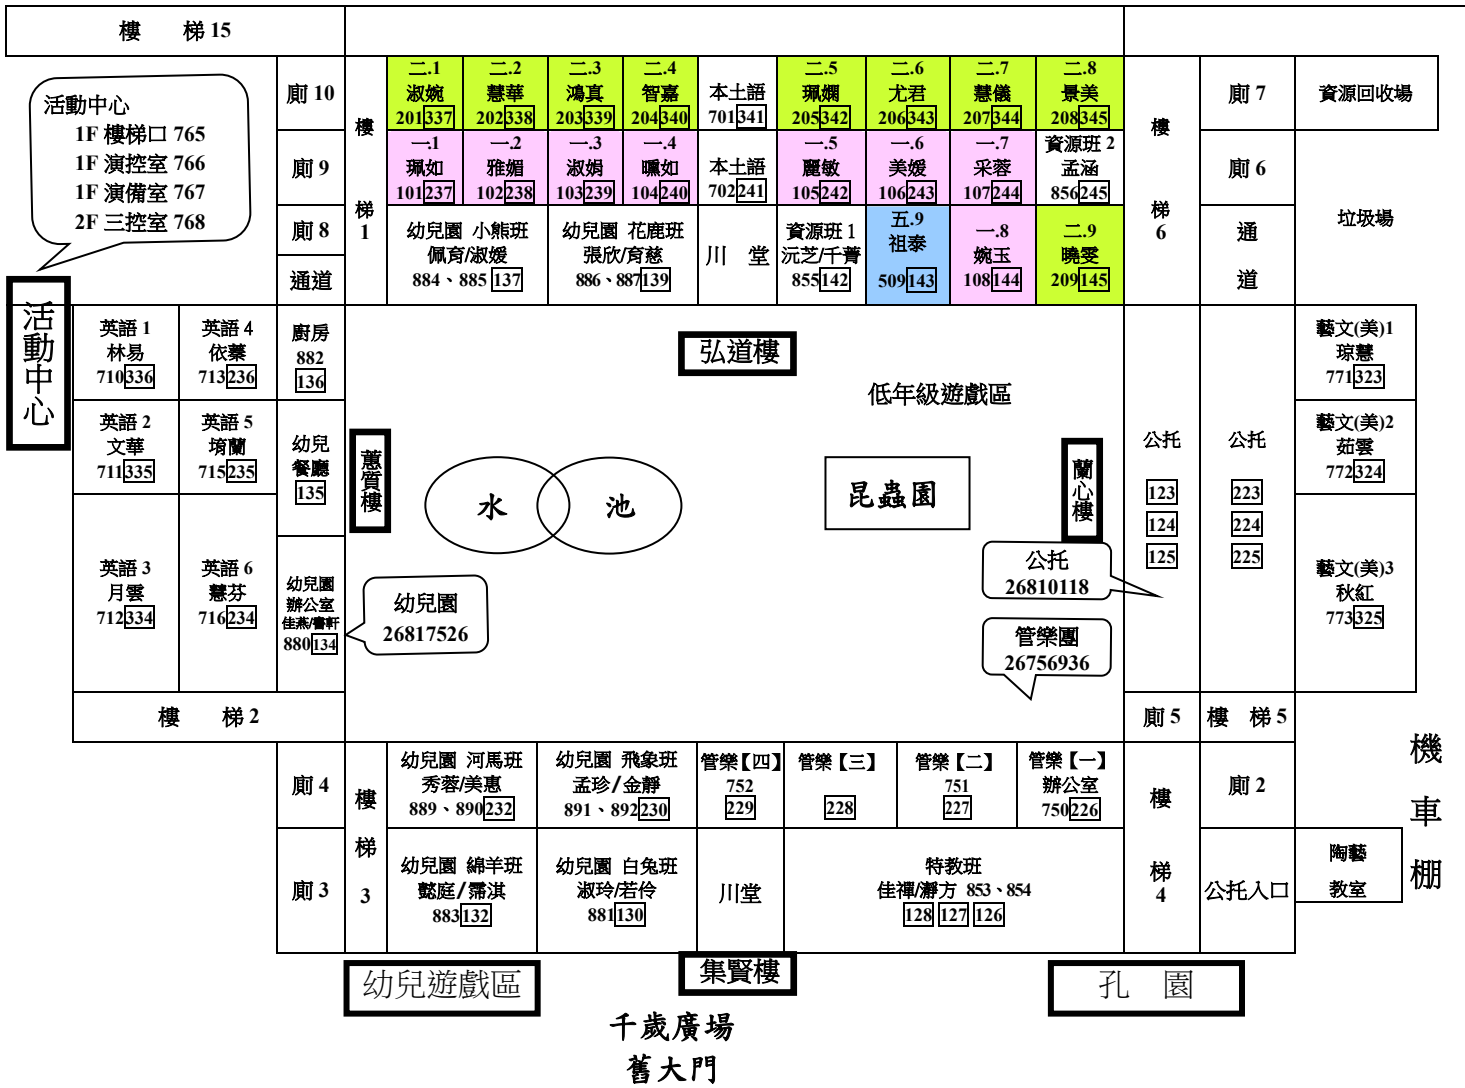 樓 梯 15
活動中心
1F 樓梯口 765
1F 演控室 766
1F 演備室 767
2F 三控室 768
廁 10
廁 9
廁 8
通道
樓
梯
1
二.1
淑婉
201 337
二.2
慧華
202 338
二.3
鴻真
203 339
二.4
智嘉
204 340
本土語
701 341
二.5
珮嫻
205 342
二.6
尤君
206 343
二.7
慧儀
207 344
二.8
景美
208 345
一.1
珮如
101 237
一.2
雅媚
102 238
一.3
淑娟
103 239
一.4
曛如
104 240
本土語
702 241
一.5
麗敏
105 242
一.6
美媛
106 243
一.7
采蓉
107 244
資源班 2
孟涵
856 245
幼兒園 小熊班
佩育/淑媛
884、885 137
幼兒園 花鹿班
張欣/育慈
886、887 139
川 堂
資源班 1
沅芝/千菁
855 142
五.9
祖泰
509 143
一.8
婉玉
108 144
二.9
曉雯
209 145
樓
梯
6
廁 7
廁 6
通
道
資源回收場
垃圾場
活動中心
英語 1
林易
710 336
英語 4
依蓁
713 236
廚房
882
136
英語 2
文華
711 335
英語 5
堉蘭
715 235
幼兒
餐廳
135
英語 3
月雲
712 334
英語 6
慧芬
716 234
幼兒園
辦公室
佳燕/書軒
880 134
樓 梯 2
蕙質樓
弘道樓
低年級遊戲區
水 池
昆蟲園
蘭心樓
幼兒園
26817526
公托
26810118
管樂團
26756936
公托
123
124
125
公托
223
224
225
藝文(美)1
琼慧
771 323
藝文(美)2
茹雲
772 324
藝文(美)3
秋紅
773 325
廁 5
樓 梯 5
廁 4
廁 3
樓
梯
3
幼兒園 河馬班
秀蓉/美惠
889、890 232
幼兒園 飛象班
孟珍/金靜
891、892 230
管樂【四】
752
229
管樂【三】
228
管樂【二】
751
227
管樂【一】
辦公室
750 226
幼兒園 綿羊班
懿庭/霈淇
883 132
幼兒園 白兔班
淑玲/若伶
881 130
川堂
特教班
佳禪/瀞方 853、854
128 127 126
樓
梯
4
廁 2
公托入口
陶藝
教室
機
車
棚
幼兒遊戲區
集賢樓
孔 園
千歲廣場
舊大門